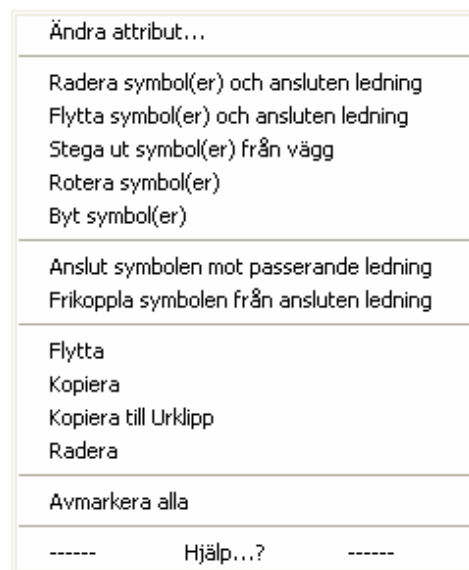 Ändra attribut...
Radera symbol(er) och ansluten ledning
Flytta symbol(er) och ansluten ledning
Stega ut symbol(er) från vägg
Rotera symbol(er)
Byt symbol(er)
Anslut symbolen mot passerande ledning
Frikoppla symbolen från ansluten ledning
Flytta
Kopiera
Kopiera till Urklipp
Radera
Avmarkera alla
------ Hjälp...? ------